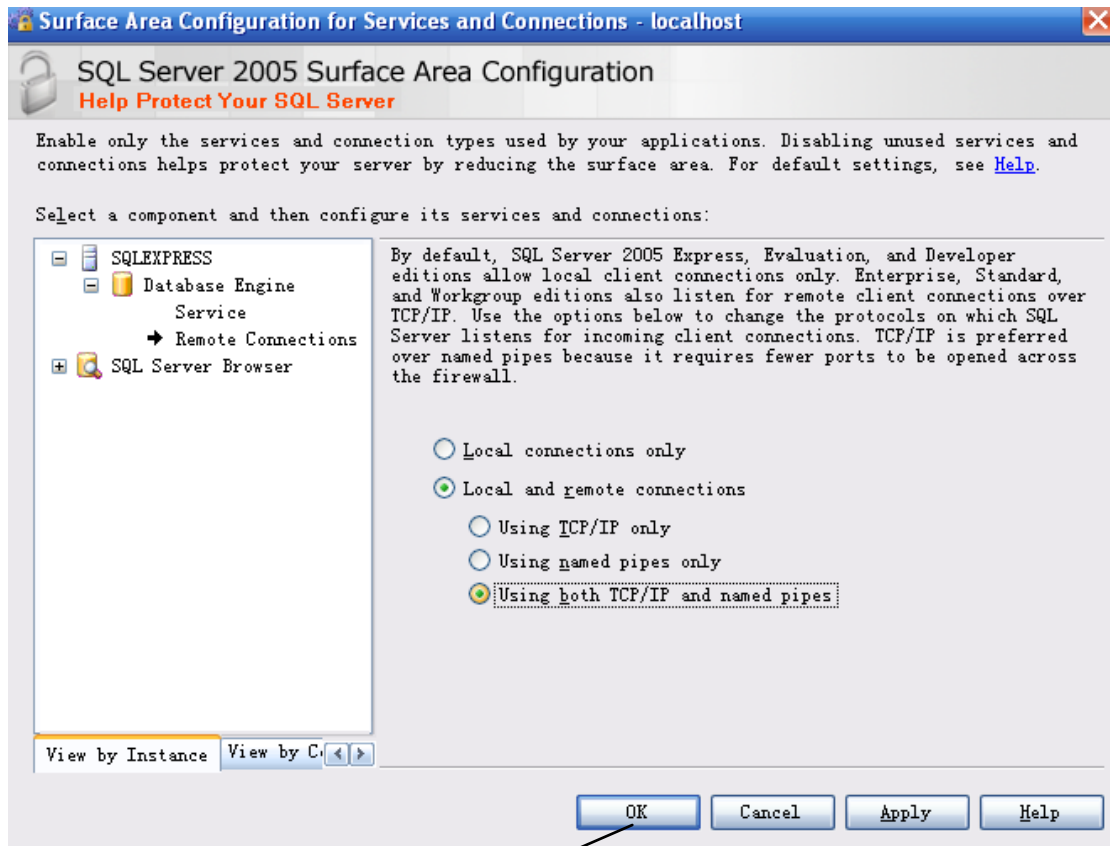 Surface Area Configuration for Services and Connections - localhost
SQL Server 2005 Surface Area Configuration
Help Protect Your SQL Server
Enable only the services and connection types used by your applications. Disabling unused services and
connections helps protect your server by reducing the surface area. For default settings, see Help.
Select a component and then configure its services and connections:
SQLEXPRESS
Database Engine
Service
Remote Connections
SQL Server Browser
By default, SQL Server 2005 Express, Evaluation, and Developer
editions allow local client connections only. Enterprise, Standard,
and Workgroup editions also listen for remote client connections over
TCP/IP. Use the options below to change the protocols on which SQL
Server listens for incoming client connections. TCP/IP is preferred
over named pipes because it requires fewer ports to be opened across
the firewall.
Local connections only
Local and remote connections
Using TCP/IP only
Using named pipes only
Using both TCP/IP and named pipes
View by Instance View by C
OK Cancel Apply Help